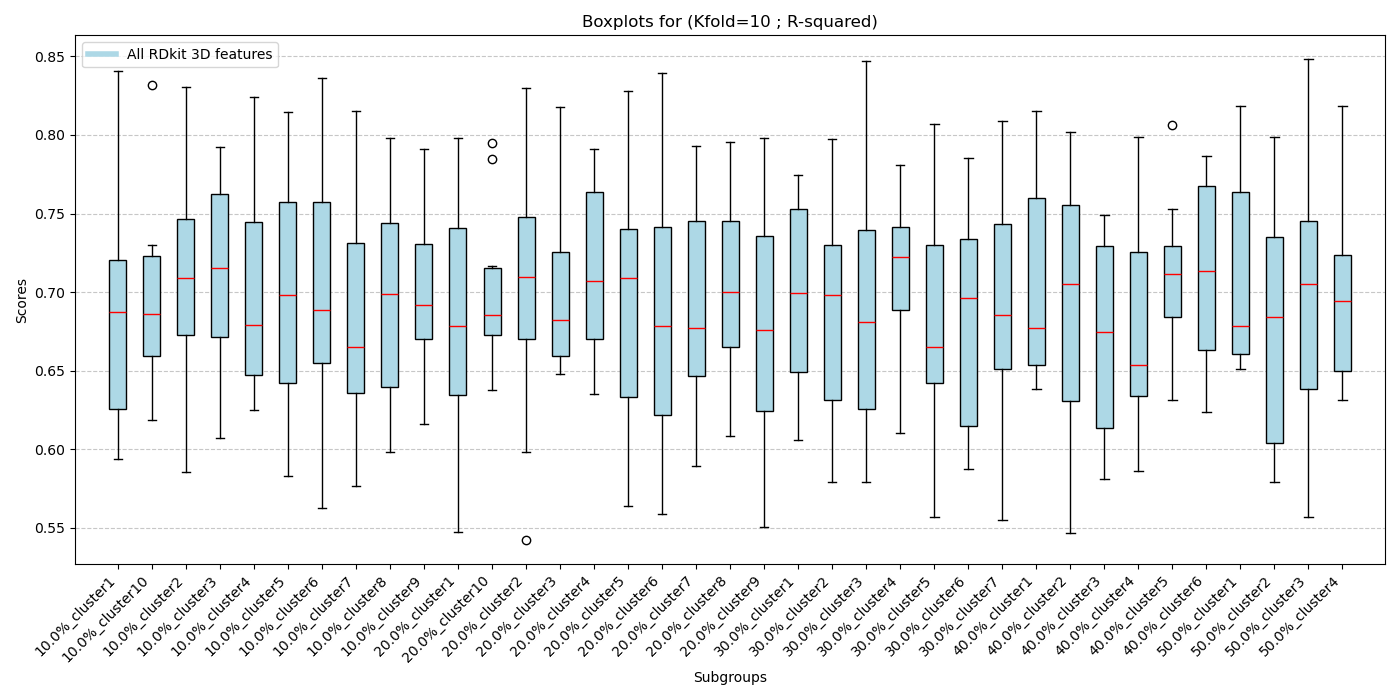 Boxplots for (Kfold=10 ; R-squared)
All RDkit 3D features
0.85
0.80
0.75
0.70
0.65
0.60
0.55
Scores
10.0%_cluster1
10.0%_cluster10
10.0%_cluster2
10.0%_cluster3
10.0%_cluster4
10.0%_cluster5
10.0%_cluster6
10.0%_cluster7
10.0%_cluster8
10.0%_cluster9
20.0%_cluster1
20.0%_cluster10
20.0%_cluster2
20.0%_cluster3
20.0%_cluster4
20.0%_cluster5
20.0%_cluster6
20.0%_cluster7
20.0%_cluster8
20.0%_cluster9
30.0%_cluster1
30.0%_cluster2
30.0%_cluster3
30.0%_cluster4
30.0%_cluster5
30.0%_cluster6
30.0%_cluster7
40.0%_cluster1
40.0%_cluster2
40.0%_cluster3
40.0%_cluster4
40.0%_cluster5
40.0%_cluster6
50.0%_cluster1
50.0%_cluster2
50.0%_cluster3
50.0%_cluster4
Subgroups